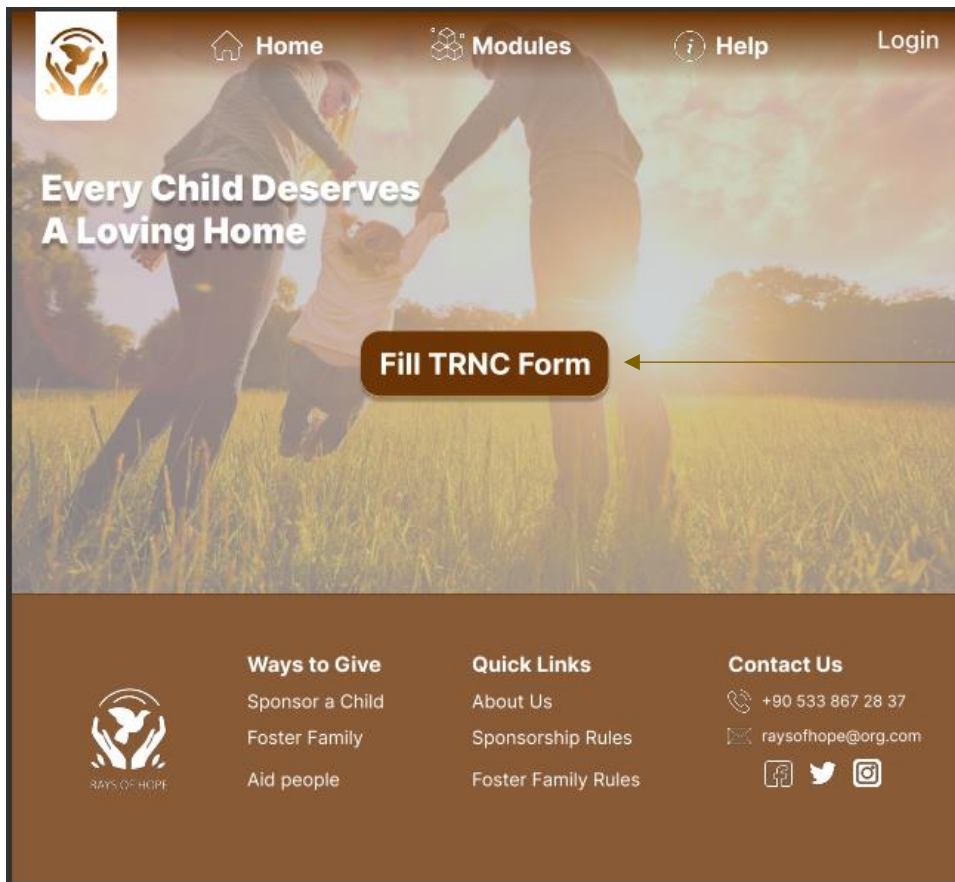 Home
Modules
Help
Login
Every Child Deserves
A Loving Home
Fill TRNC Form
Ways to Give
Sponsor a Child
Foster Family
Aid people
Quick Links
About Us
Sponsorship Rules
Foster Family Rules
Contact Us
+90 533 867 28 37
raysofhope@org.com
RAYS OF HOPE